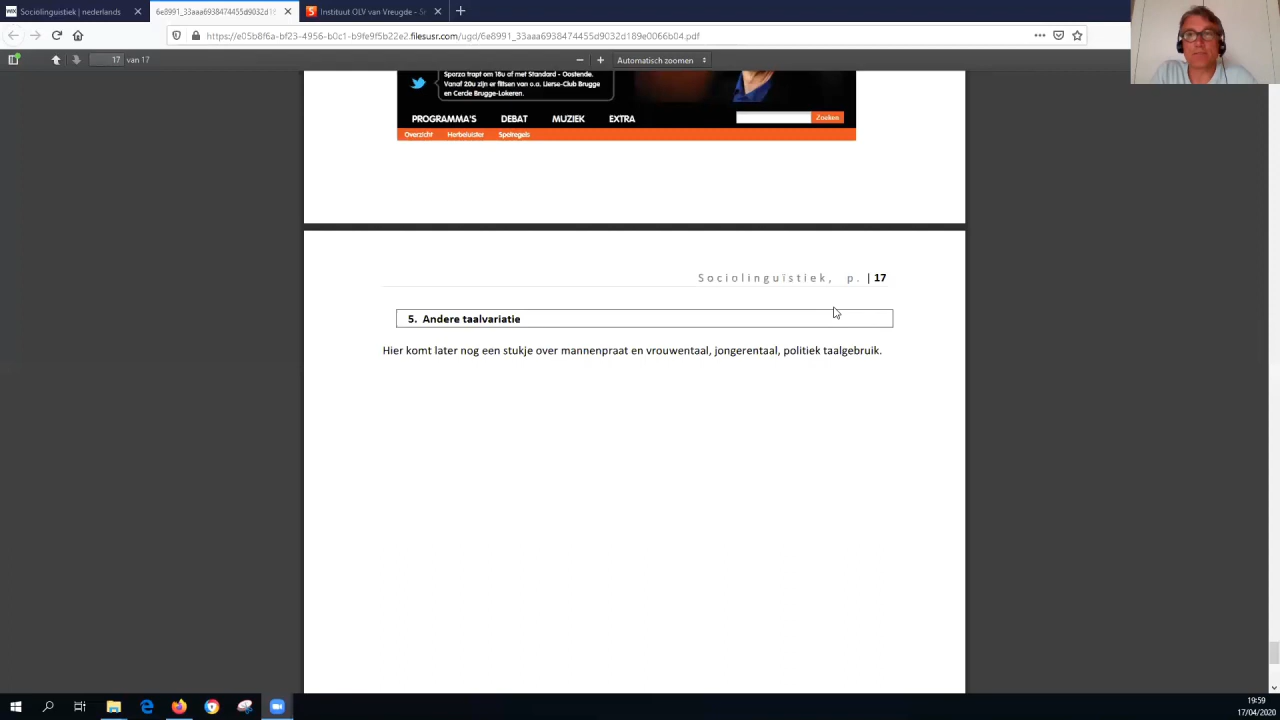 Sociolinguistiek | nederlands
6e8991_33aaa6938474455d9032d18
Instituut OLV van Vreugde - S
https://e05b8f6a-bf23-4956-b0c1-b9fe9f5b22e2.filesusr.com/ugd/6e8991_33aaa6938474455d9032d189e0066b04.pdf
17 van 17
Automatisch zoomen
Sporza trapt om 18u af met Standard - Oostende.
Vanaf 20u zijn er flitsen van o.a. Lierse-Club Brugge
en Cercle Brugge-Lokeren.
PROGRAMMA'S DEBAT MUZIEK EXTRA
Zoeken
Overzicht Herbeluister Spelregels
Sociolinguïstiek, p. | 17
5. Andere taalvariatie
Hier komt later nog een stukje over mannenpraat en vrouwentaal, jongerentaal, politiek taalgebruik.
19:59
17/04/2020